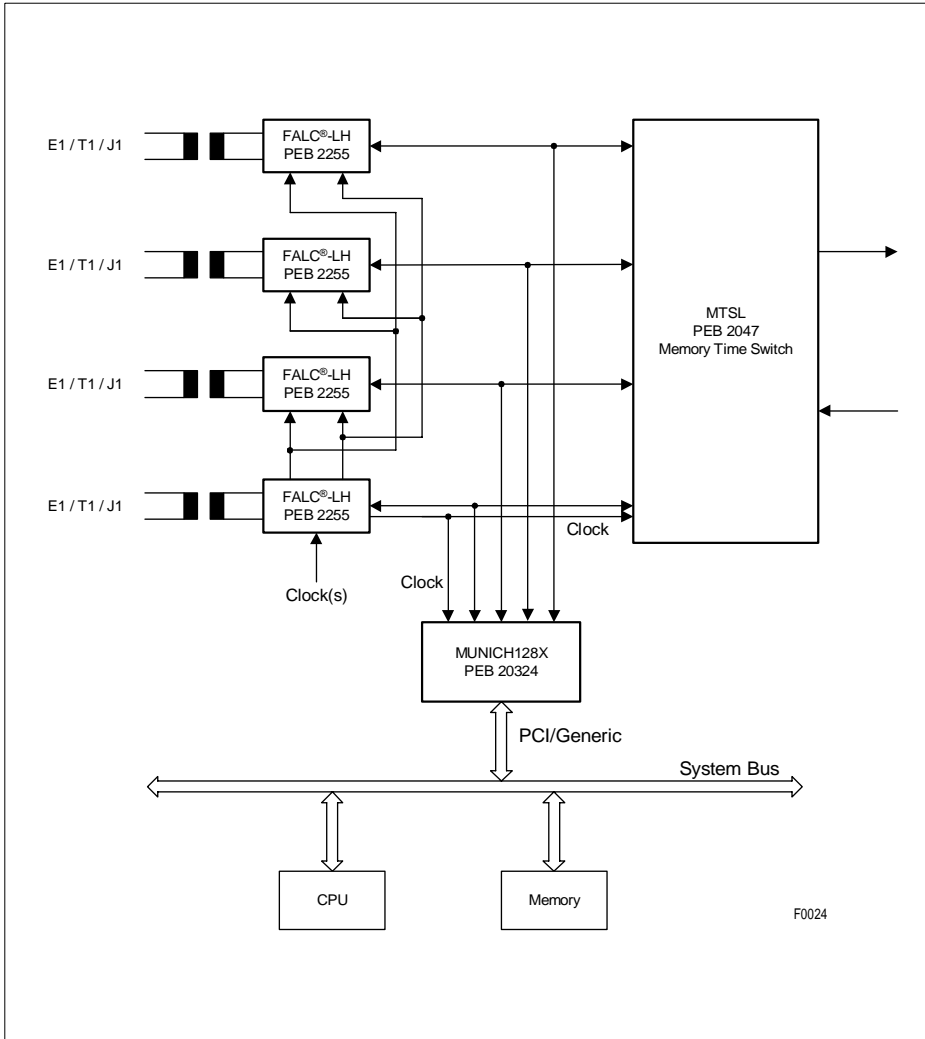 E1 / T1 / J1
FALC®-LH
PEB 2255
E1 / T1 / J1
FALC®-LH
PEB 2255
MTSL
PEB 2047
Memory Time Switch
E1 / T1 / J1
FALC®-LH
PEB 2255
E1 / T1 / J1
FALC®-LH
PEB 2255
Clock
Clock(s)
Clock
MUNICH128X
PEB 20324
PCI/Generic
System Bus
CPU
Memory
F0024